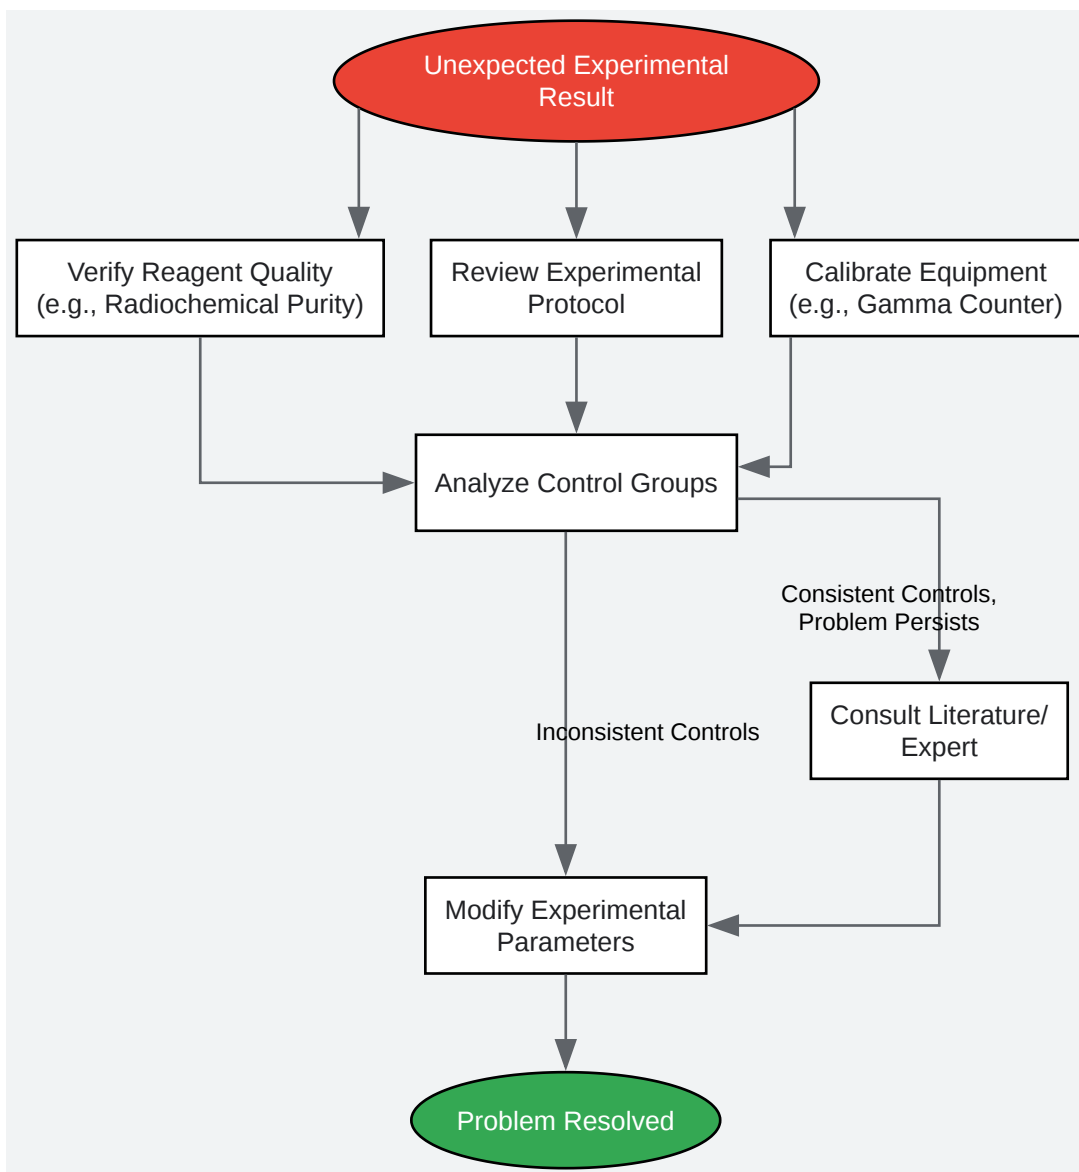 Unexpected Experimental
Result
Verify Reagent Quality
(e.g., Radiochemical Purity)
Review Experimental
Protocol
Calibrate Equipment
(e.g., Gamma Counter)
Analyze Control Groups
Consistent Controls,
Problem Persists
Inconsistent Controls
Consult Literature/
Expert
Modify Experimental
Parameters
Problem Resolved